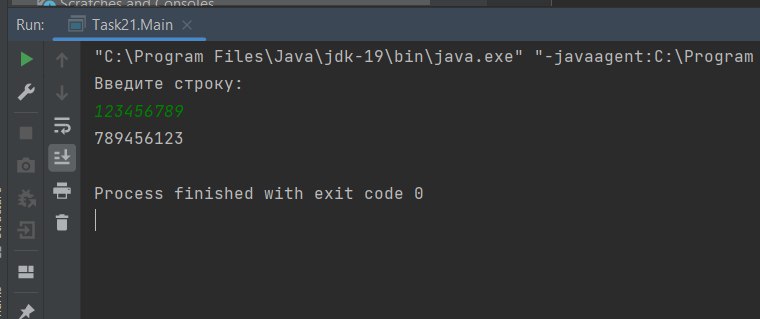 Scratches and Consoles
Run: Task21.Main ×
"C:\Program Files\Java\jdk-19\bin\java.exe" "-javaagent:C:\Program
Введите строку:
123456789
789456123
Process finished with exit code 0